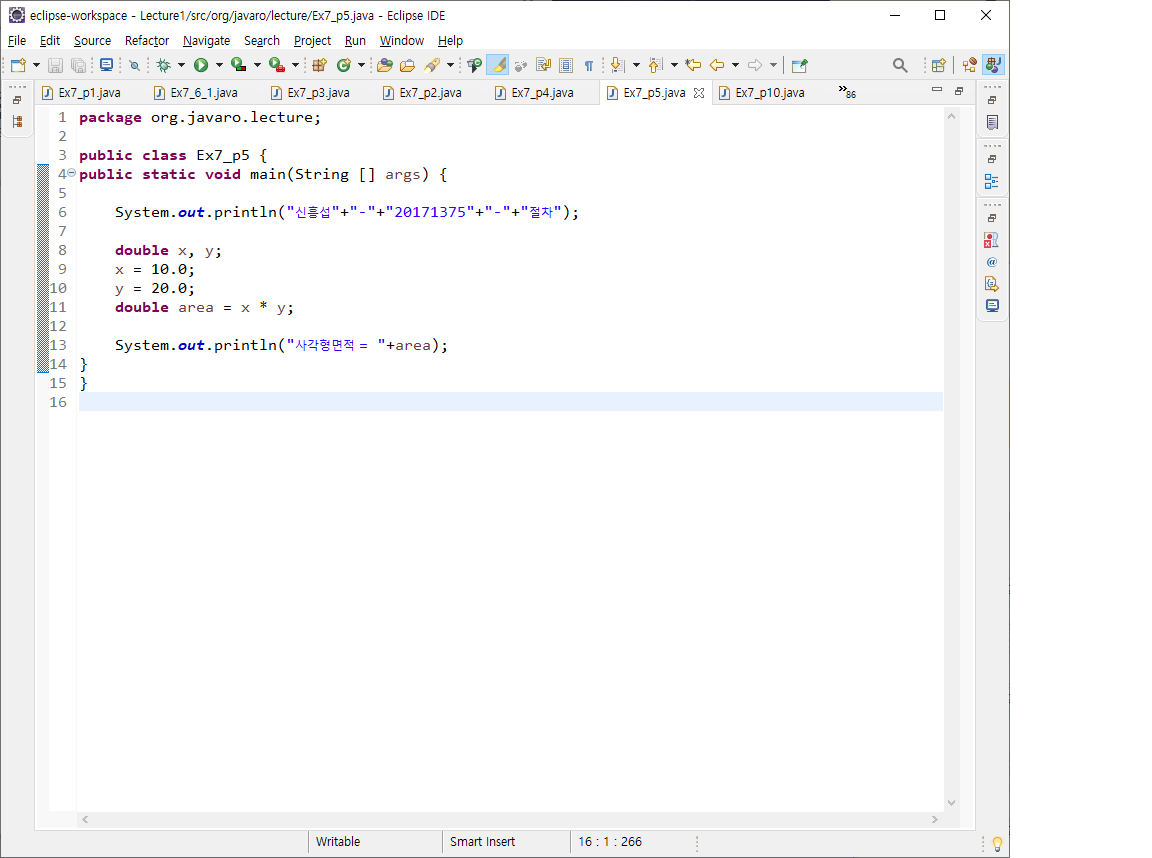 eclipse-workspace - Lecture1/src/org/javaro/lecture/Ex7_p5.java - Eclipse IDE
File Edit Source Refactor Navigate Search Project Run Window Help
Ex7_p1.java Ex7_6_1.java Ex7_p3.java Ex7_p2.java Ex7_p4.java Ex7_p5.java Ex7_p10.java »86
1 package org.javaro.lecture;
2
3 public class Ex7_p5 {
4 public static void main(String [] args) {
5
6 System.out.println("신흥섭"+"-"+"20171375"+"-"+"절차");
7
8 double x, y;
9 x = 10.0;
10 y = 20.0;
11 double area = x * y;
12
13 System.out.println("사각형면적 = "+area);
14 }
15 }
16
Writable Smart Insert 16 : 1 : 266